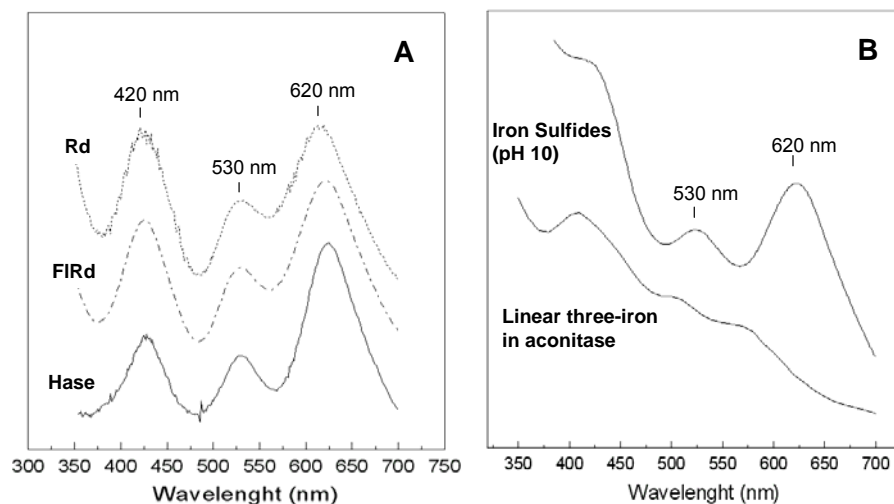 A
420 nm
620 nm
530 nm
Rd
FlRd
Hase
300 350 400 450 500 550 600 650 700 750
Wavelenght (nm)
B
Iron Sulfides
(pH 10)
620 nm
530 nm
Linear three-iron
in aconitase
350 400 450 500 550 600 650 700
Wavelenght (nm)